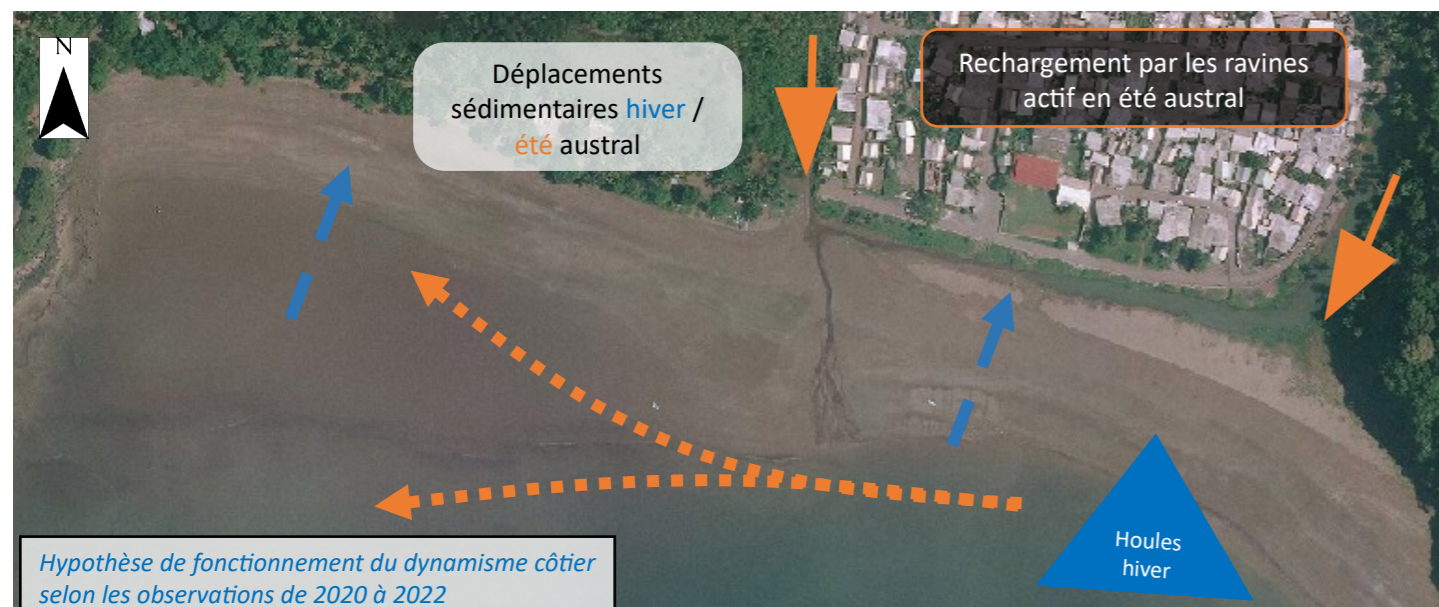 N
Déplacements
sédimentaires hiver /
été austral
Rechargement par les ravines
actif en été austral
Houles
hiver
Hypothèse de fonctionnement du dynamisme côtier
selon les observations de 2020 à 2022